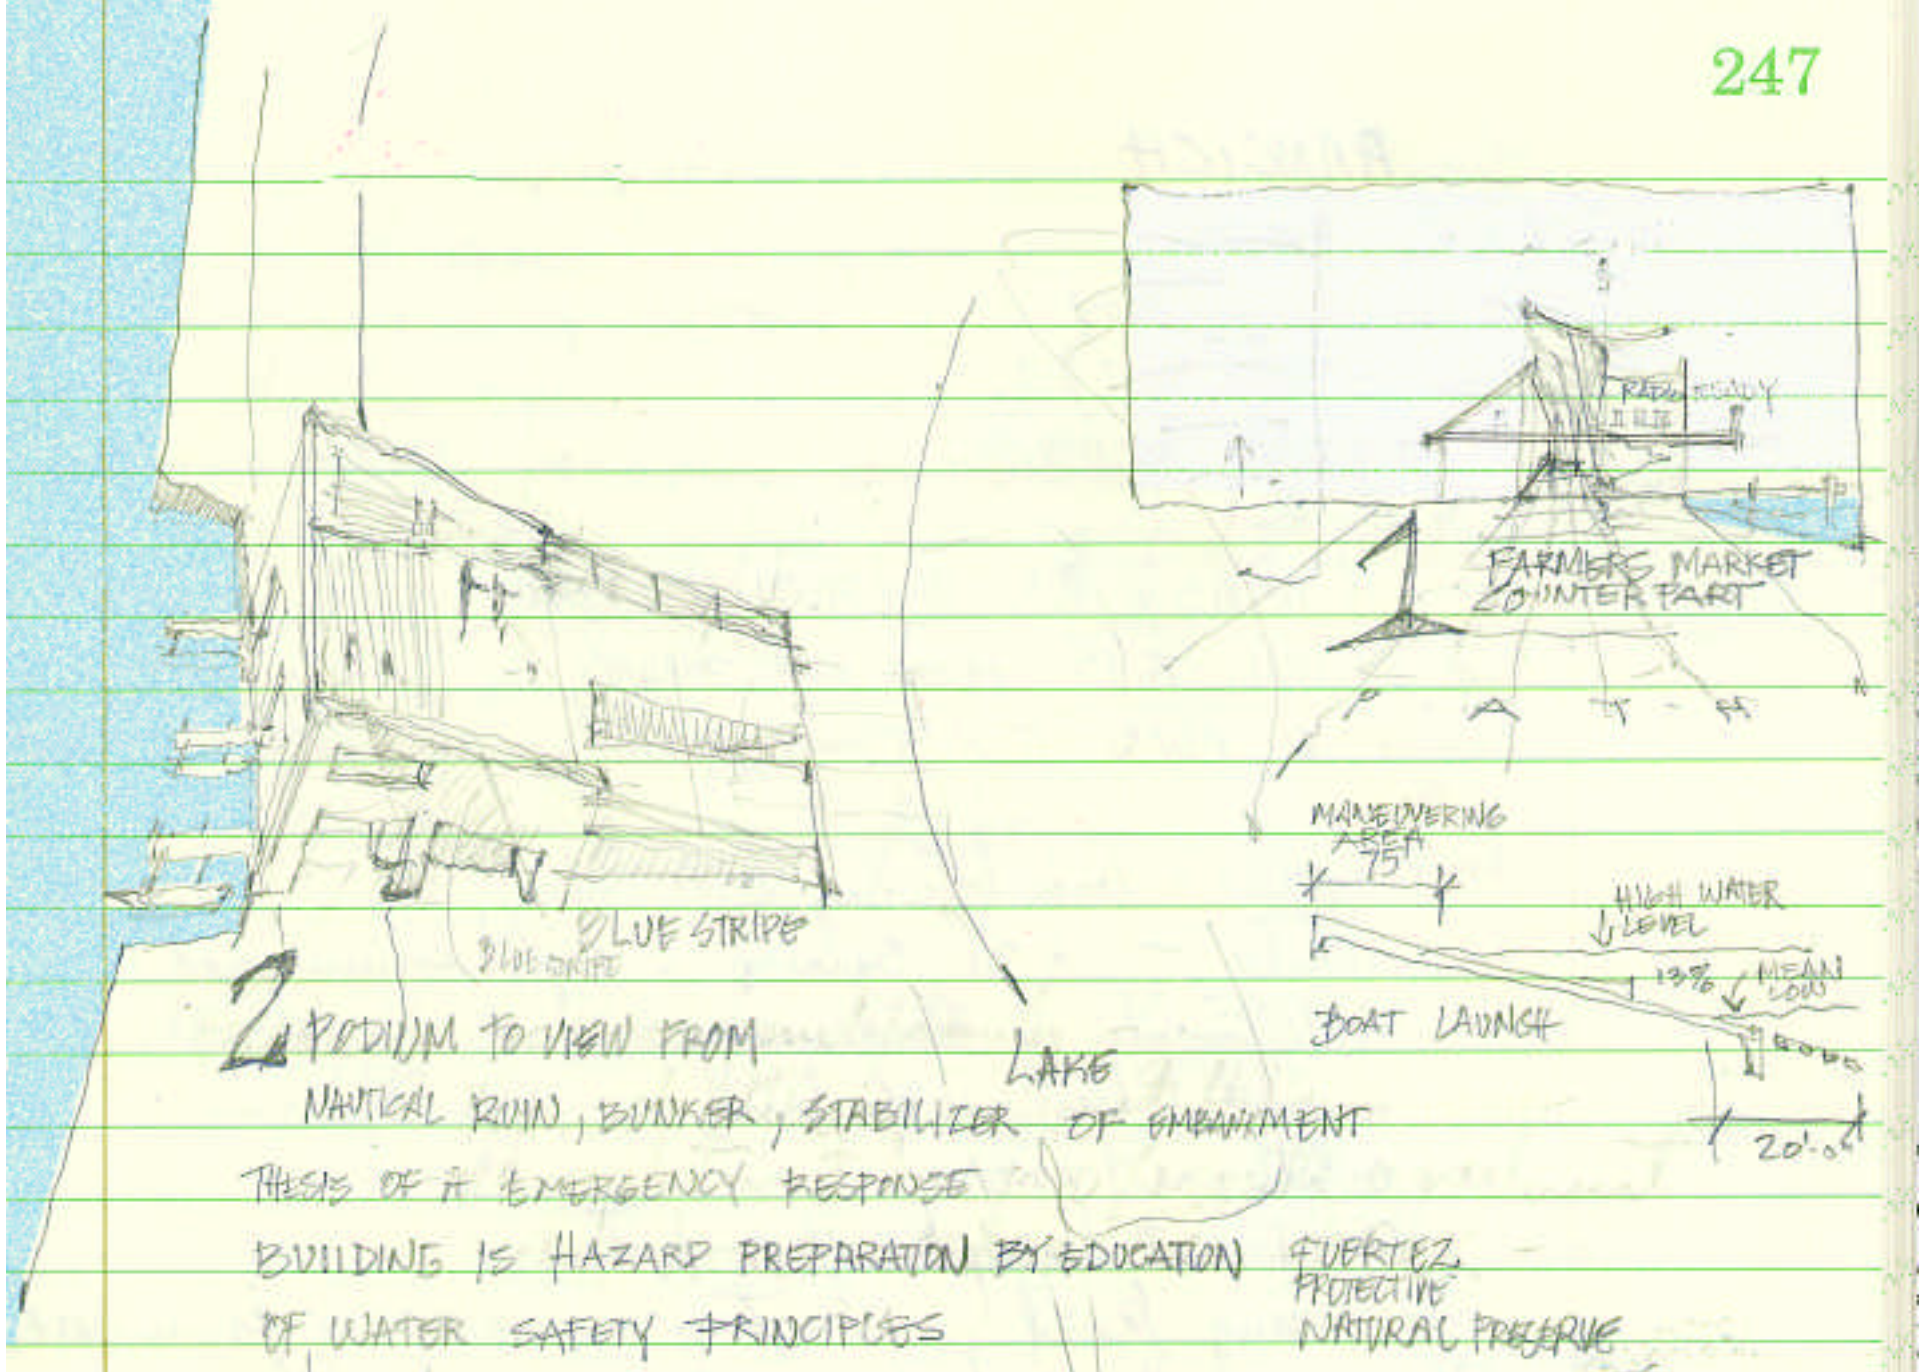 247
READY
1 FARMERS MARKET
COUNTER PART
P A T H
MANEUVERING
AREA
75'
HIGH WATER
LEVEL
13%
MEAN
LOW
BOAT LAUNCH
20'-0"
BLUE STRIPE
BLUE STRIPE
2 PODIUM TO VIEW FROM
LAKE
NAUTICAL RUIN, BUNKER, STABILIZER OF EMBANKMENT
THESIS OF A EMERGENCY RESPONSE
BUILDING IS HAZARD PREPARATION BY EDUCATION
OF WATER SAFETY PRINCIPLES
FUERTEZ
PROTECTIVE
NATURAL PRESERVE